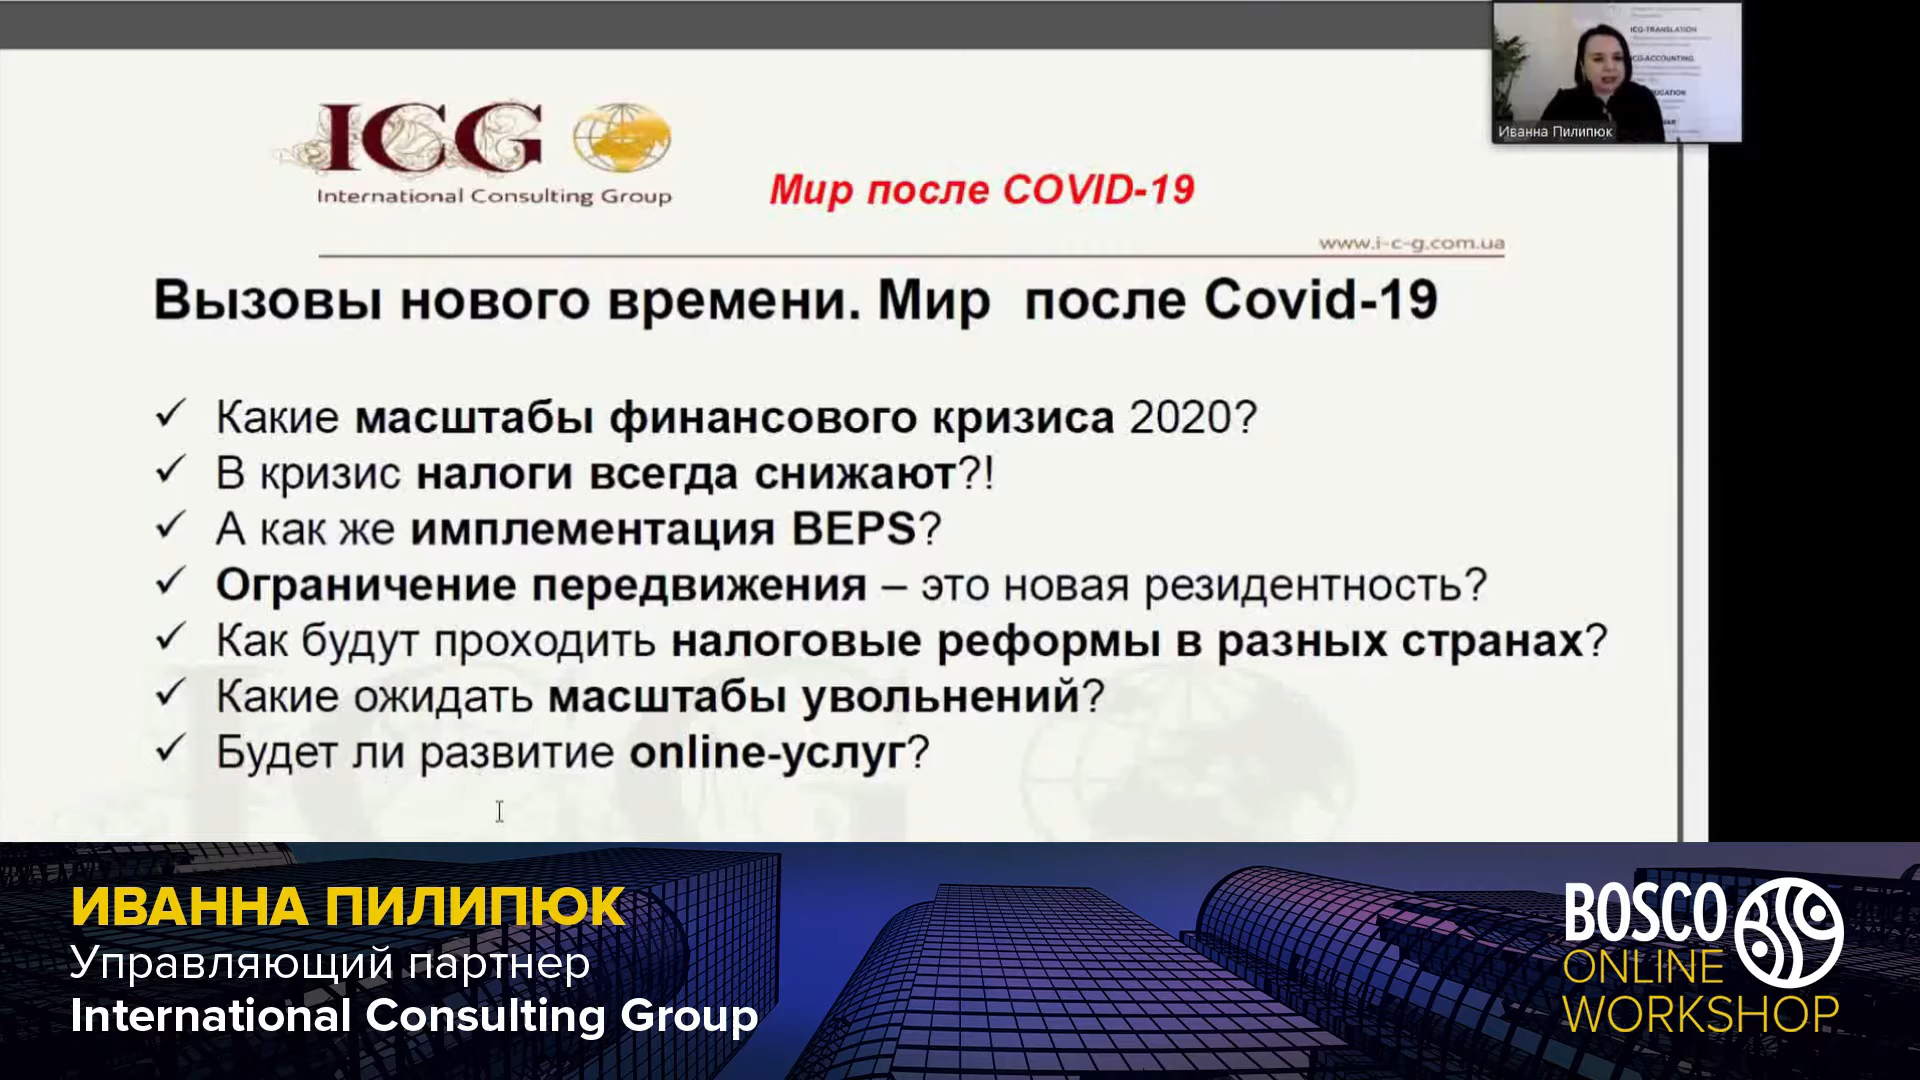 ICG
International Consulting Group
Мир после COVID-19
www.i-c-g.com.ua
ICG-TRANSLATION
Иванна Пилипюк
Вызовы нового времени. Мир после Covid-19
✓ Какие масштабы финансового кризиса 2020?
✓ В кризис налоги всегда снижают?!
✓ А как же имплементация BEPS?
✓ Ограничение передвижения – это новая резидентность?
✓ Как будут проходить налоговые реформы в разных странах?
✓ Какие ожидать масштабы увольнений?
✓ Будет ли развитие online-услуг?
ИВАННА ПИЛИПЮК
Управляющий партнер
International Consulting Group
BOSCO
ONLINE
WORKSHOP